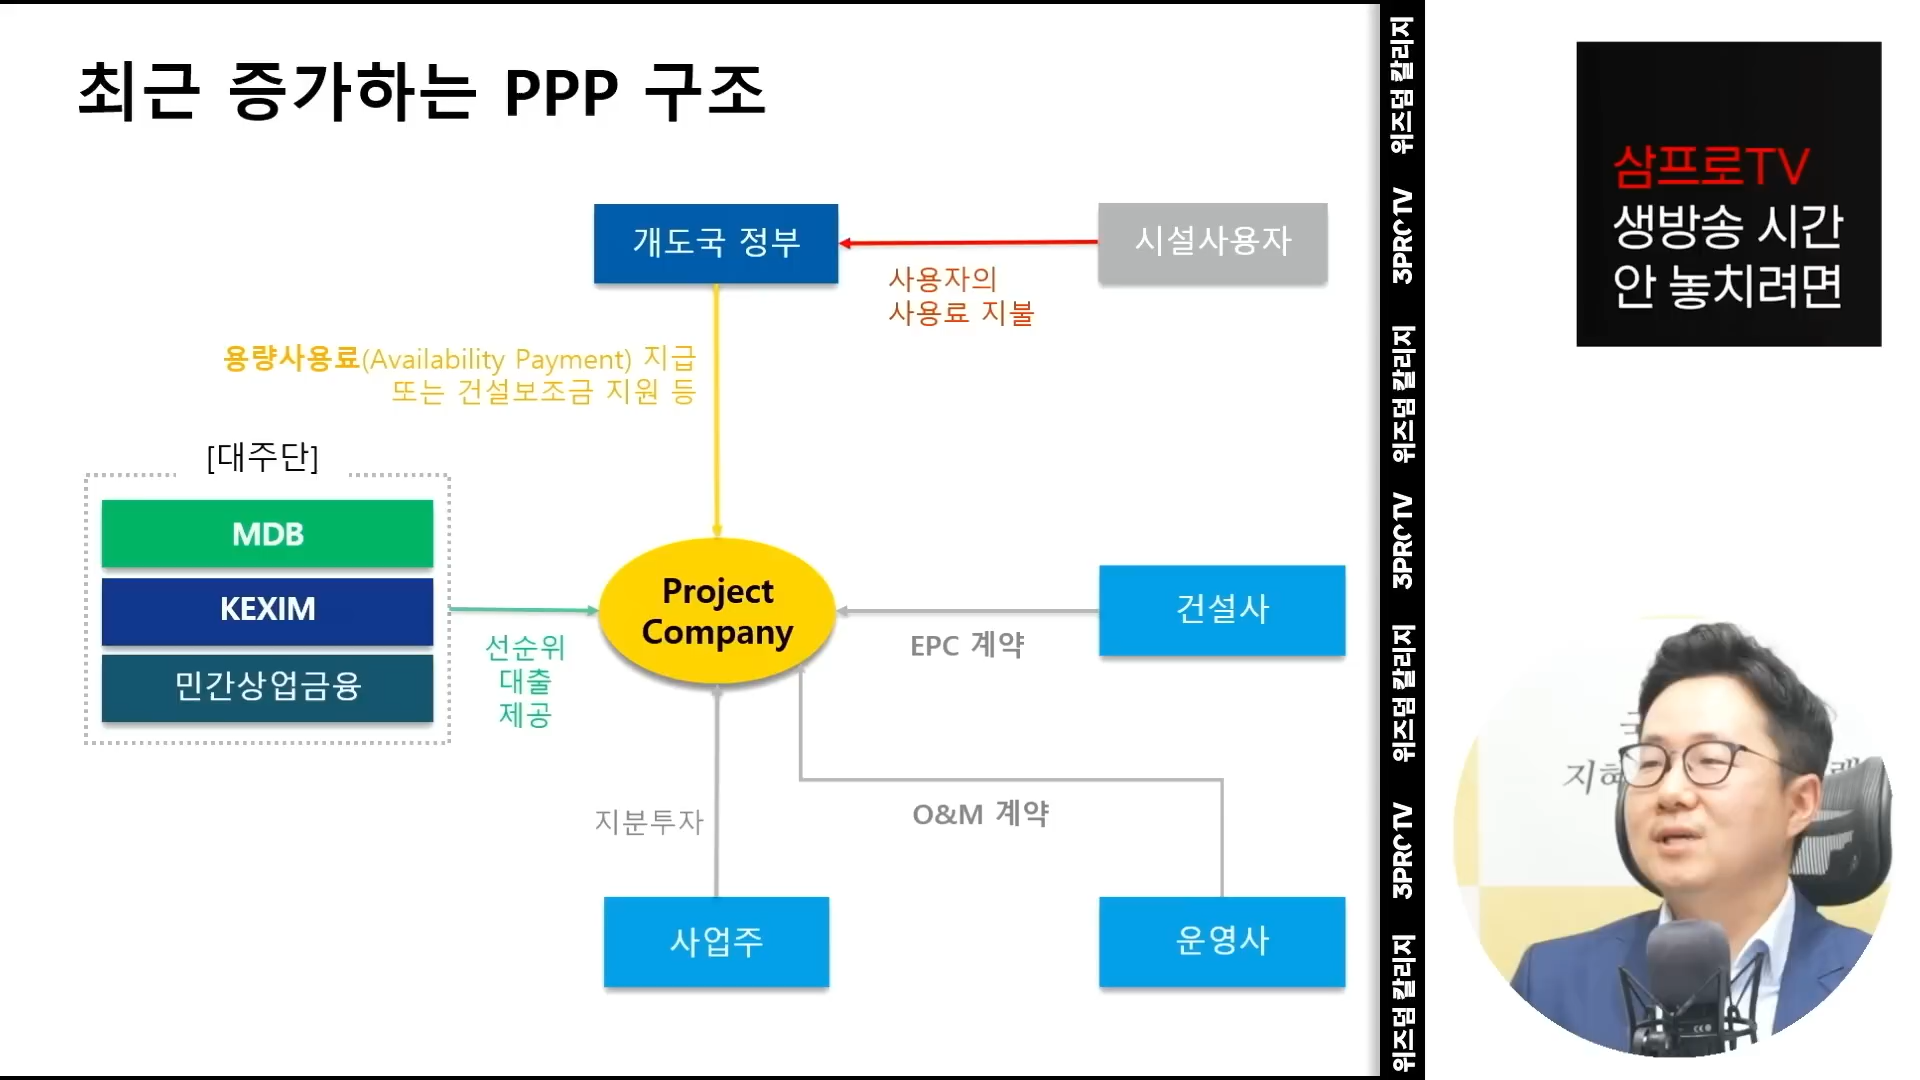 최근 증가하는 PPP 구조
개도국 정부
시설사용자
사용자의
사용료 지불
용량사용료(Availability Payment) 지급
또는 건설보조금 지원 등
[대주단]
MDB
KEXIM
민간상업금융
선순위
대출
제공
Project
Company
EPC 계약
건설사
지분투자
O&M 계약
사업주
운영사
위즈덤 칼리지
3PROTV
위즈덤 칼리지
3PROTV
위즈덤 칼리지
3PROTV
위즈덤 칼리지
삼프로TV
생방송 시간
안 놓치려면